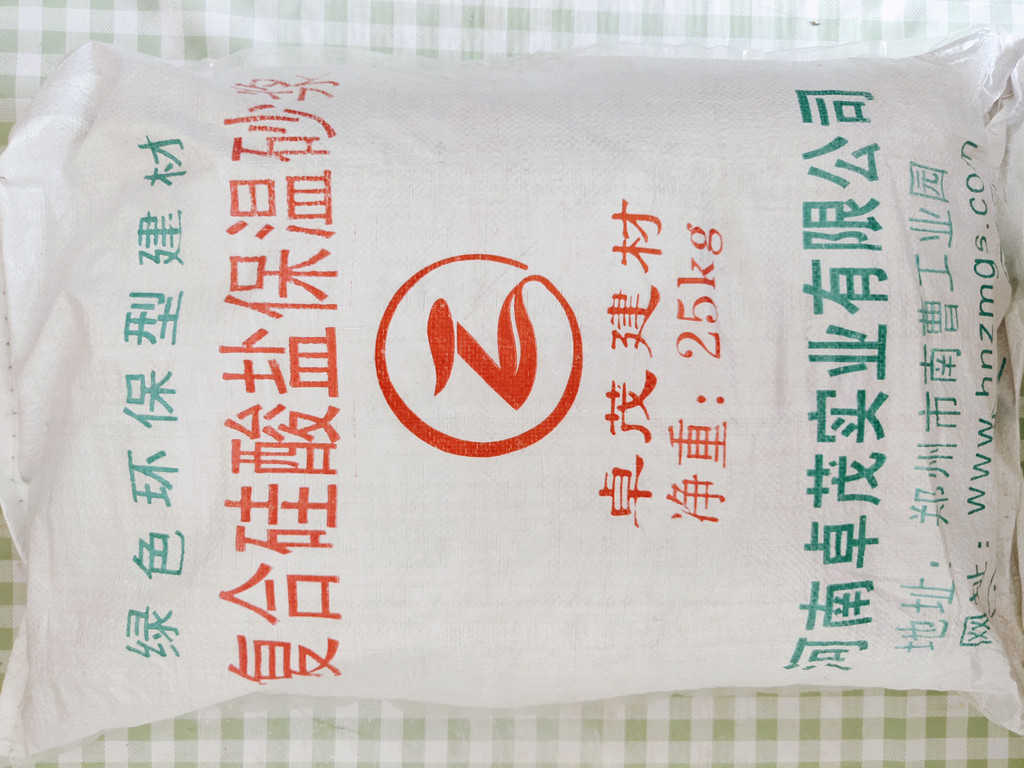 绿色环保型建材
复合硅酸盐保温砂浆
卓茂建材
净重：25kg
河南卓茂实业有限公司
地址：郑州市南曹工业园
网址：www.hnzmgs.com